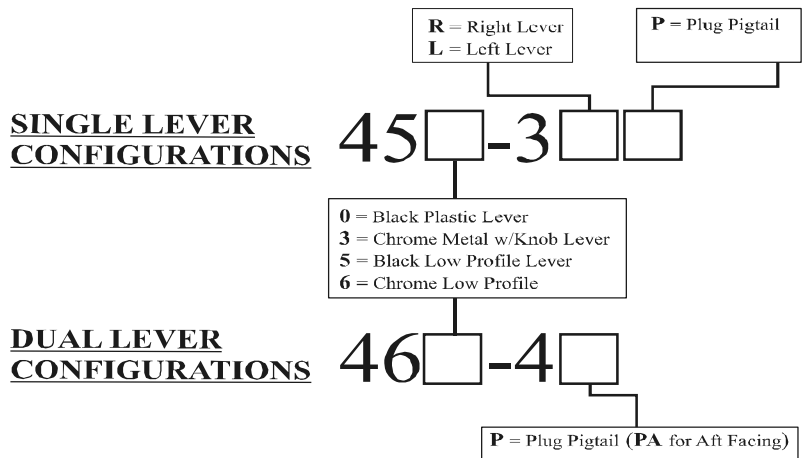 R = Right Lever
L = Left Lever
P = Plug Pigtail
SINGLE LEVER
CONFIGURATIONS
45 -3
0 = Black Plastic Lever
3 = Chrome Metal w/Knob Lever
5 = Black Low Profile Lever
6 = Chrome Low Profile
DUAL LEVER
CONFIGURATIONS
46 -4
P = Plug Pigtail (PA for Aft Facing)